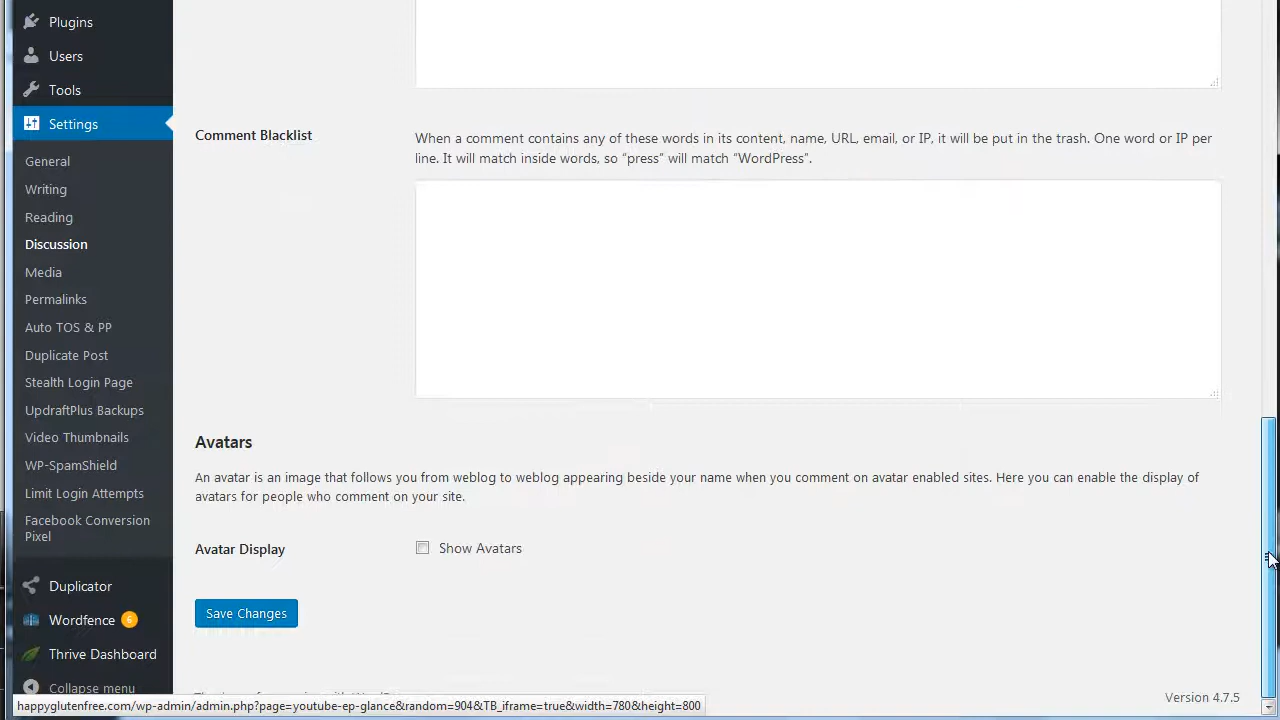 Plugins
Users
Tools
Settings
General
Writing
Reading
Discussion
Media
Permalinks
Auto TOS & PP
Duplicate Post
Stealth Login Page
UpdraftPlus Backups
Video Thumbnails
WP-SpamShield
Limit Login Attempts
Facebook Conversion
Pixel
Duplicator
Wordfence 6
Thrive Dashboard
Collapse menu
Comment Blacklist
When a comment contains any of these words in its content, name, URL, email, or IP, it will be put in the trash. One word or IP per
line. It will match inside words, so “press” will match “WordPress”.
Avatars
An avatar is an image that follows you from weblog to weblog appearing beside your name when you comment on avatar enabled sites. Here you can enable the display of
avatars for people who comment on your site.
Avatar Display
Show Avatars
Save Changes
Version 4.7.5
happyglutenfree.com/wp-admin/admin.php?page=youtube-ep-glance&random=904&TB_iframe=true&width=780&height=800